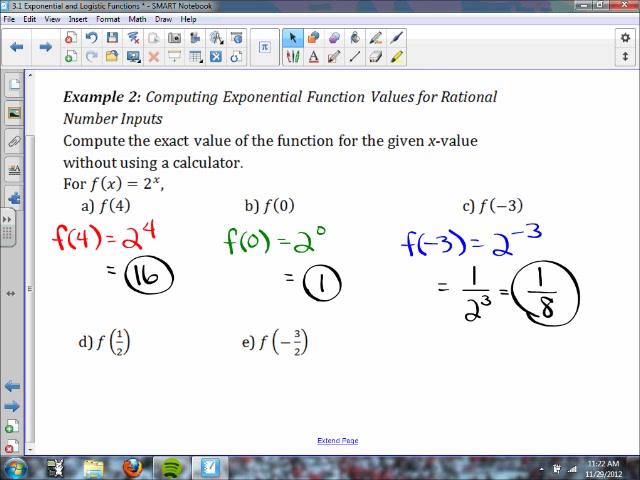 3.1 Exponential and Logistic Functions * - SMART Notebook
File Edit View Insert Format Tools Add-ons Help
Example 2: Computing Exponential Function Values for Rational
Number Inputs
Compute the exact value of the function for the given x-value
without using a calculator.
For f(x) = 2^x,
a) f(4) b) f(0) c) f(−3)
f(4) = 2^4 f(0) = 2^0 f(-3) = 2^-3
= 16 = 1 = 1/2^3 = 1/8
d) f(1/2) e) f(−3/2)
Extend Page
11:22 AM
11/29/2012